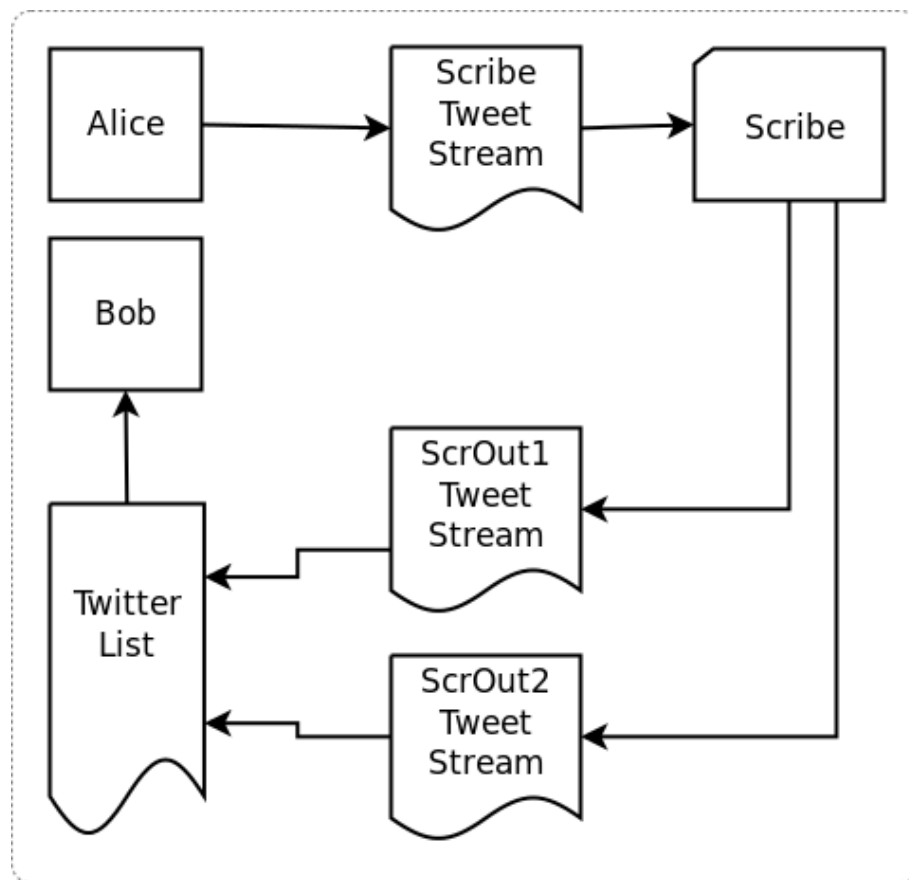 Alice
Scribe
Tweet
Stream
Scribe
Bob
ScrOut1
Tweet
Stream
Twitter
List
ScrOut2
Tweet
Stream